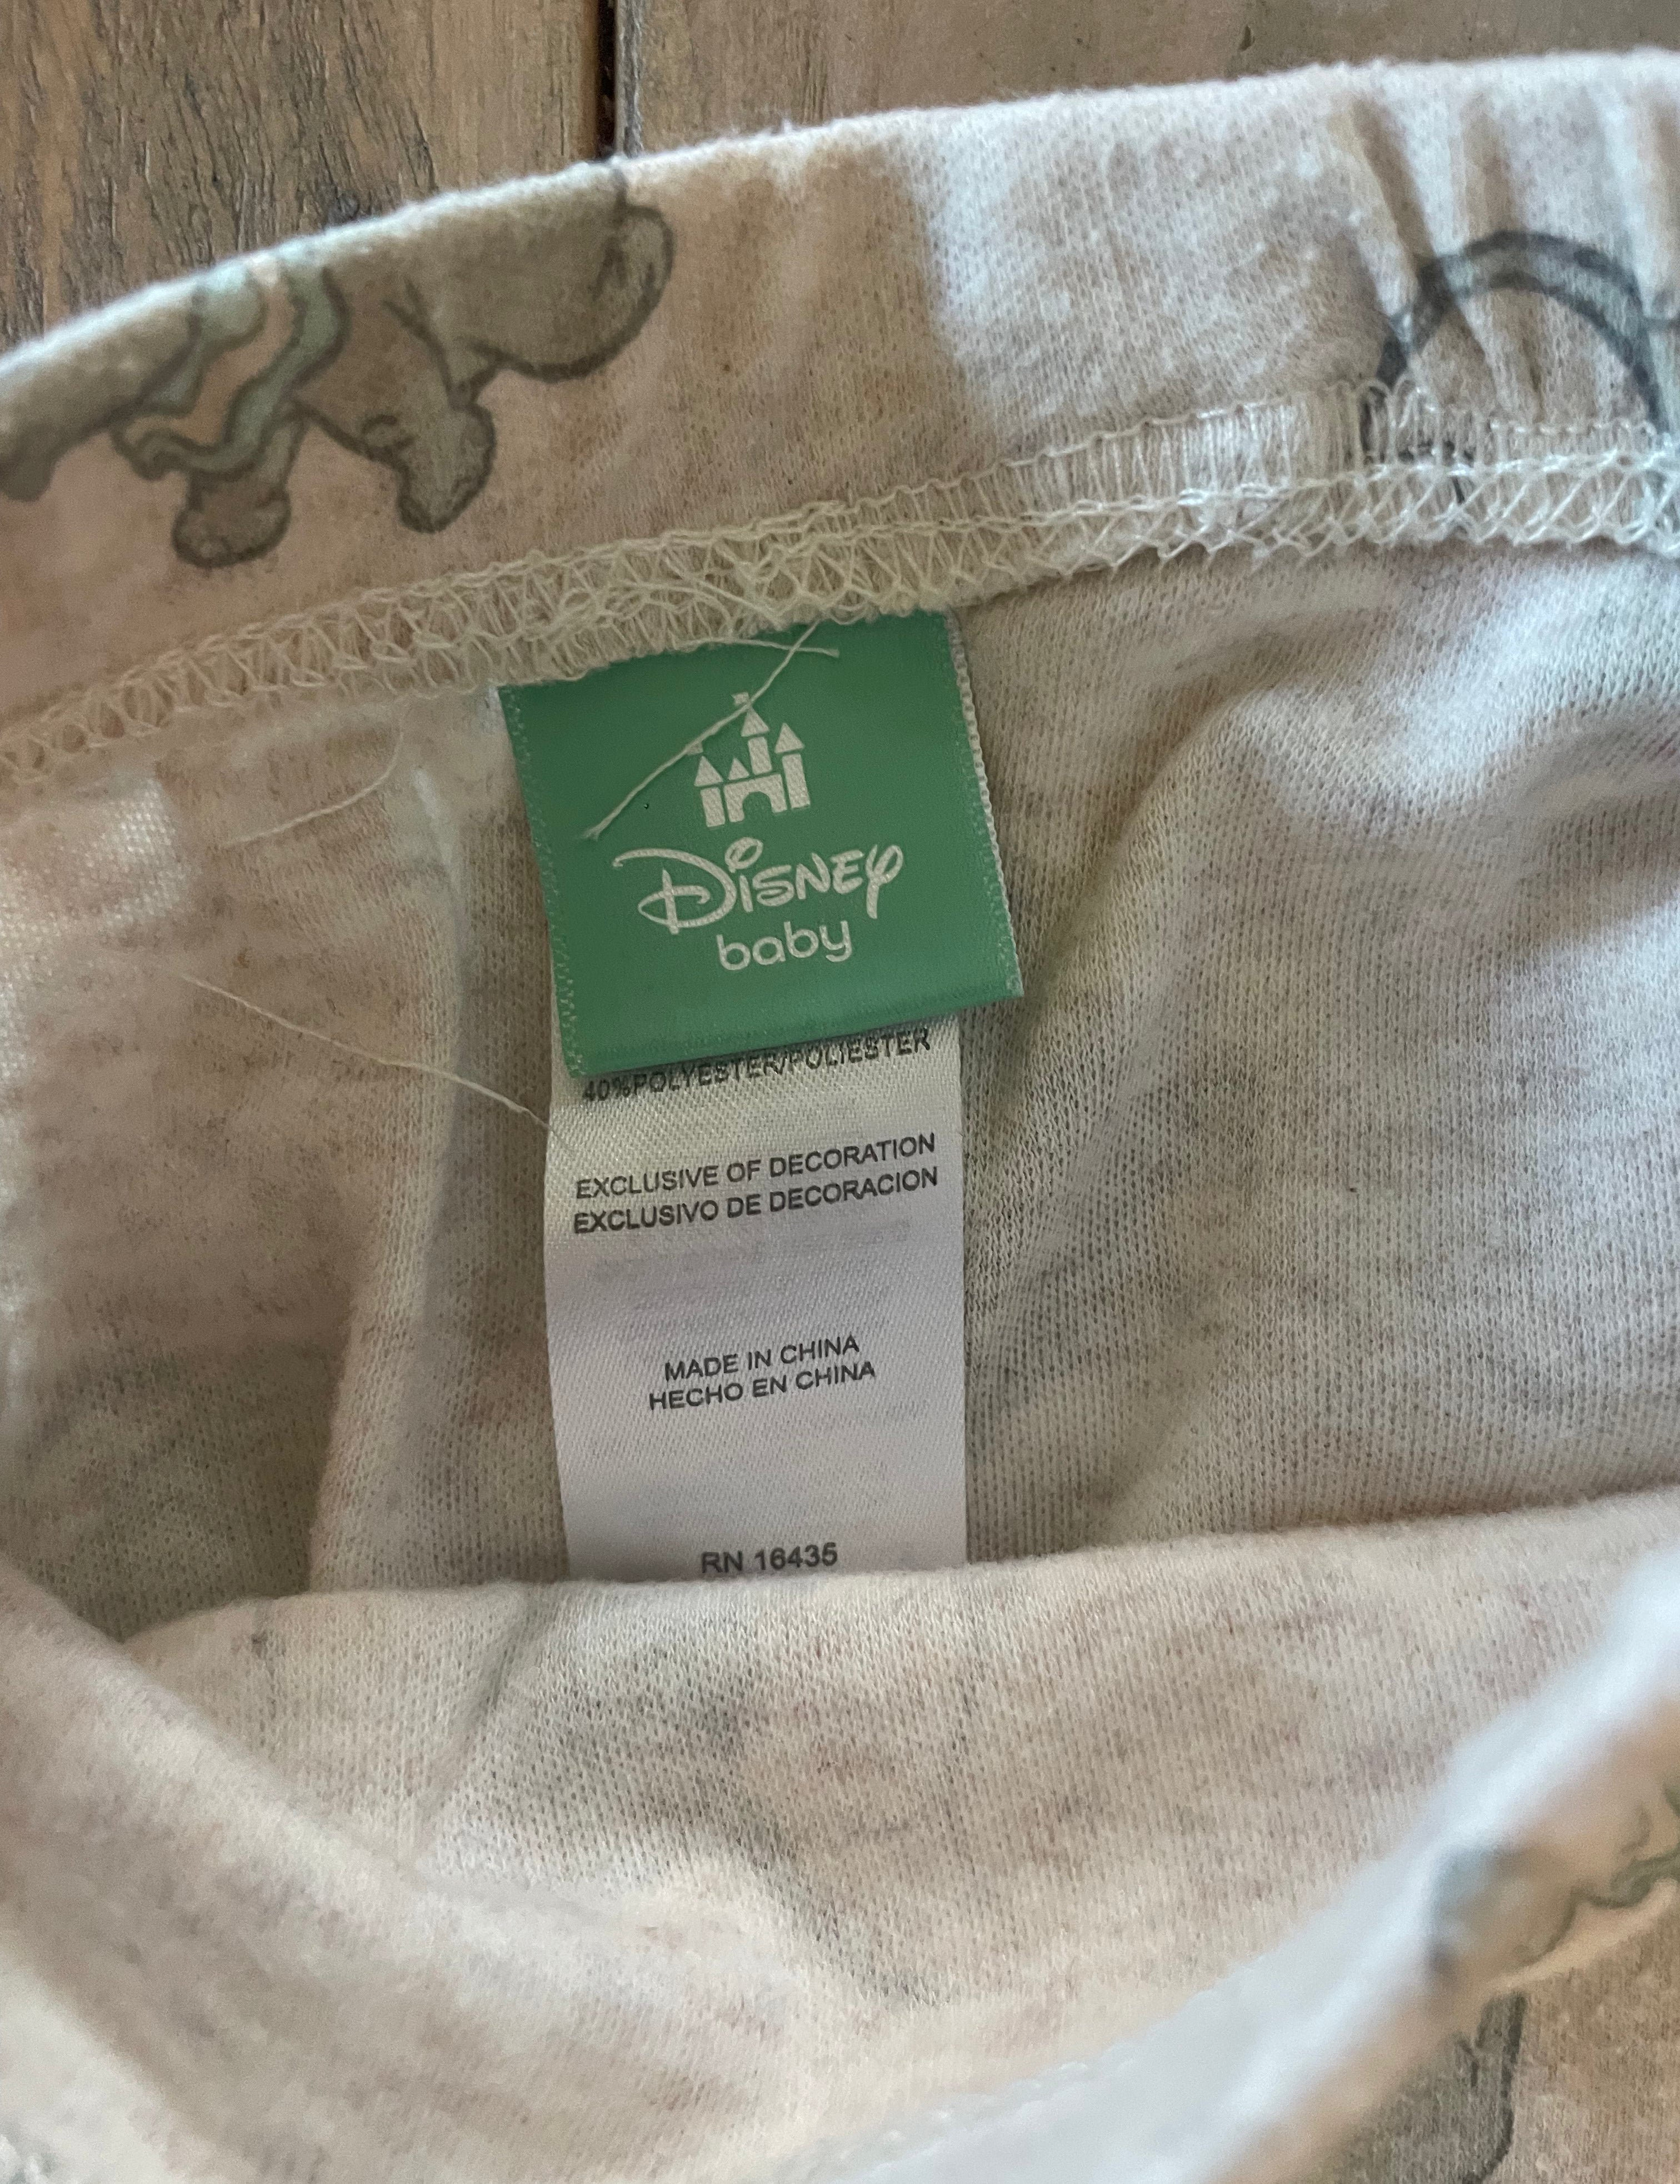 Disney
baby
40%POLYESTER/POLIESTER
EXCLUSIVE OF DECORATION
EXCLUSIVO DE DECORACION
MADE IN CHINA
HECHO EN CHINA
RN 16435